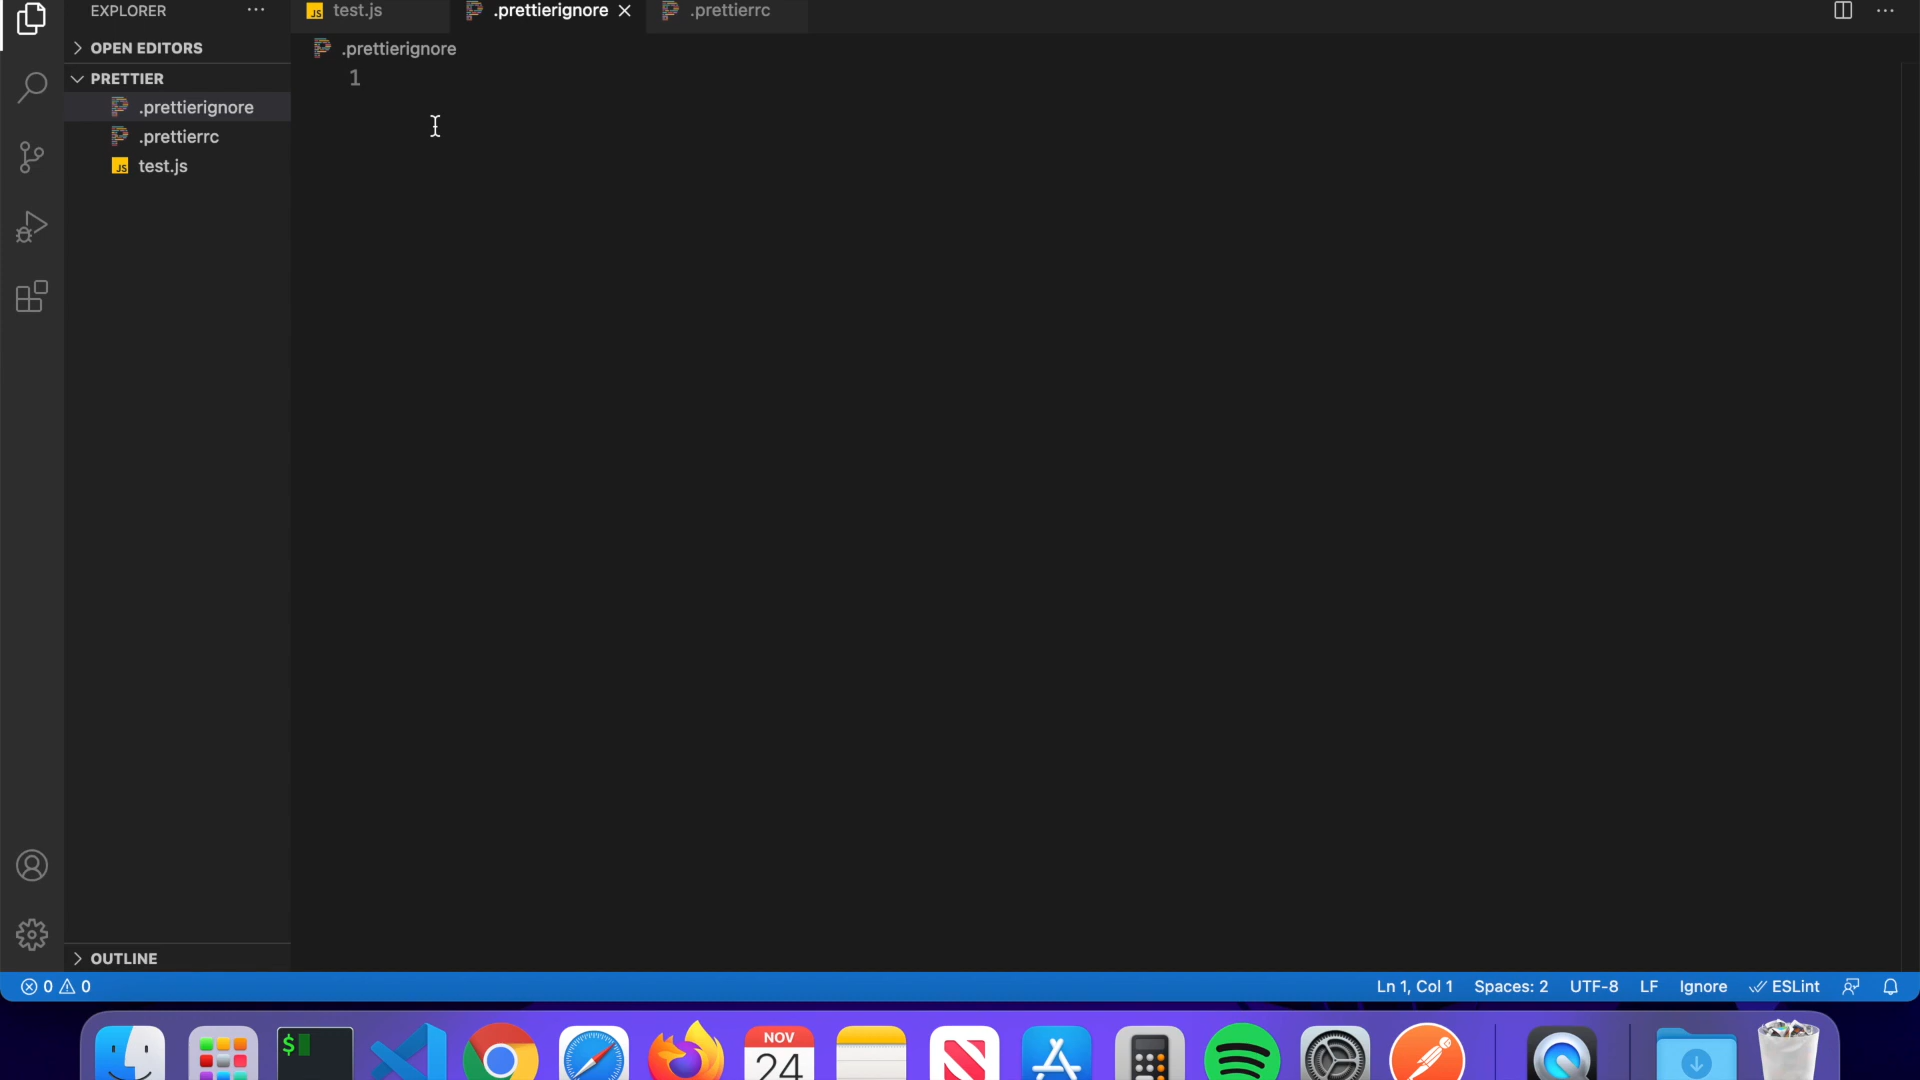 EXPLORER
test.js
.prettierignore
.prettierrc
OPEN EDITORS
.prettierignore
PRETTIER
1
.prettierignore
.prettierrc
JS test.js
OUTLINE
0 0
Ln 1, Col 1 Spaces: 2 UTF-8 LF Ignore ESLint
$
NOV
24